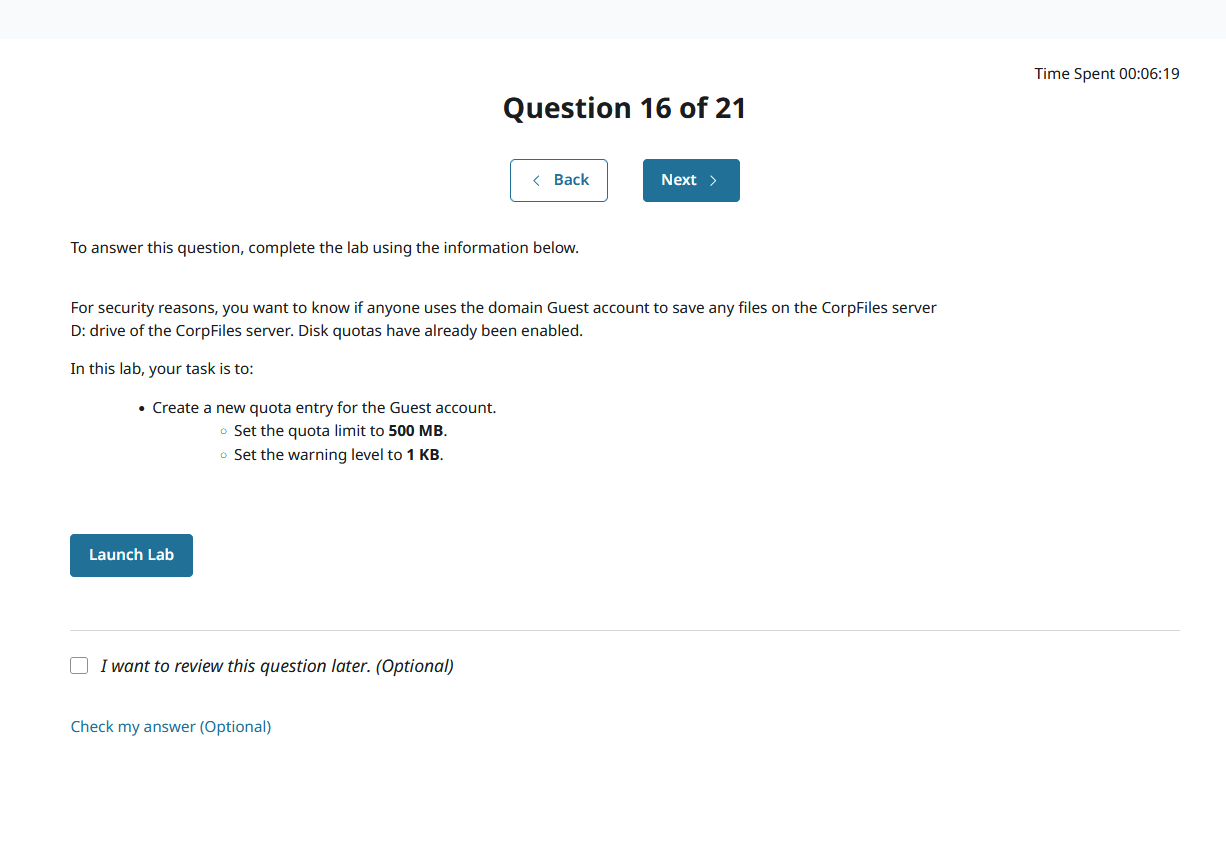 Time Spent 00:06:19
Question 16 of 21
Back
Next
To answer this question, complete the lab using the information below.
For security reasons, you want to know if anyone uses the domain Guest account to save any files on the CorpFiles server
D: drive of the CorpFiles server. Disk quotas have already been enabled.
In this lab, your task is to:
• Create a new quota entry for the Guest account.
○ Set the quota limit to 500 MB.
○ Set the warning level to 1 KB.
Launch Lab
I want to review this question later. (Optional)
Check my answer (Optional)